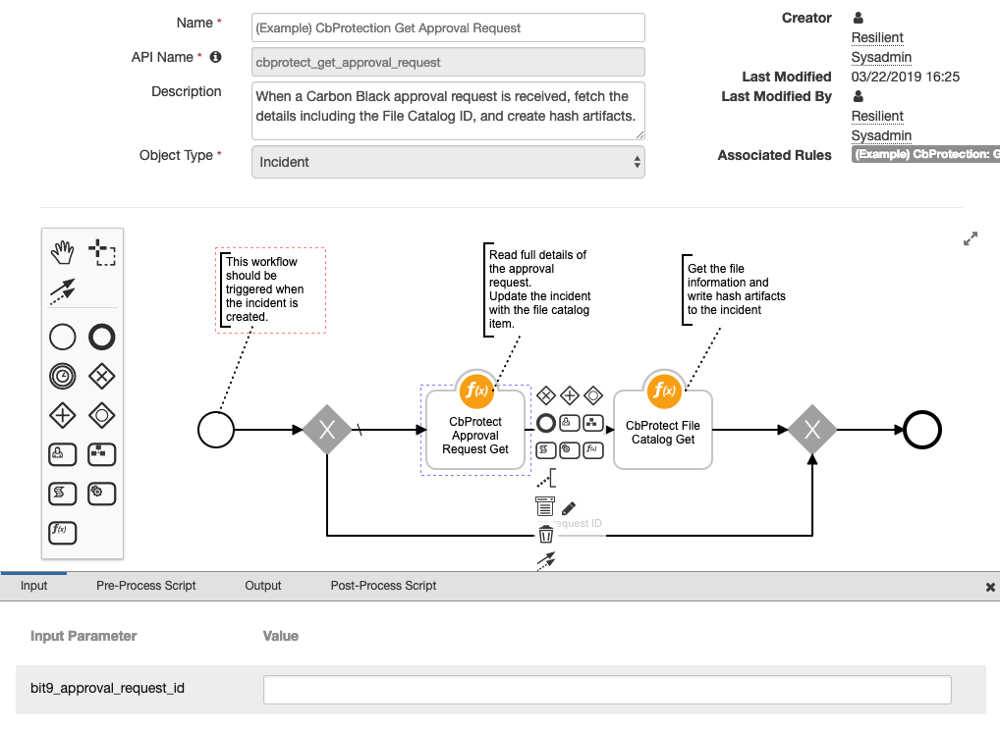 Name *
(Example) CbProtection Get Approval Request
API Name *
cbprotect_get_approval_request
Description
When a Carbon Black approval request is received, fetch the
details including the File Catalog ID, and create hash artifacts.
Object Type *
Incident
Creator
Resilient
Sysadmin
Last Modified
03/22/2019 16:25
Last Modified By
Resilient
Sysadmin
Associated Rules
(Example) CbProtection: G
This workflow
should be
triggered when
the incident is
created.
Read full details of
the approval
request.
Update the incident
with the file catalog
item.
Get the file
information and
write hash artifacts
to the incident
f(x)
CbProtect
Approval
Request Get
f(x)
CbProtect File
Catalog Get
request ID
Input
Pre-Process Script
Output
Post-Process Script
Input Parameter
Value
bit9_approval_request_id